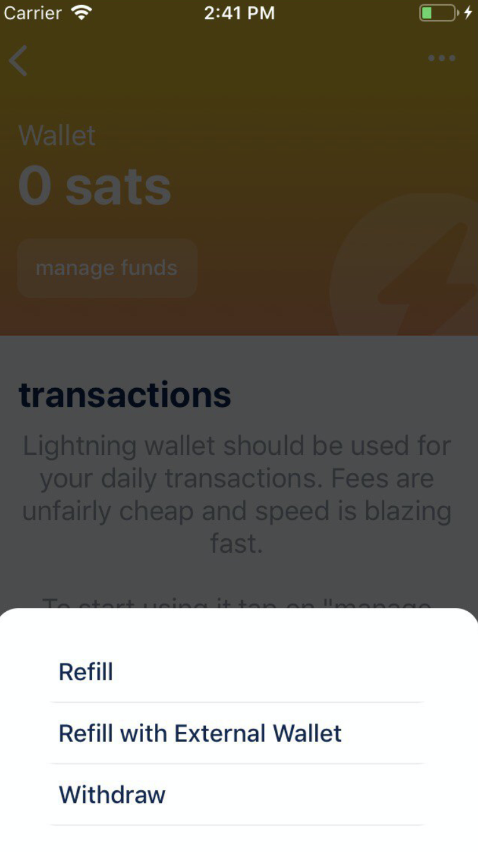 Carrier 2:41 PM
Wallet
0 sats
manage funds
transactions
Lightning wallet should be used for
your daily transactions. Fees are
unfairly cheap and speed is blazing
fast.
To start using it tap on "manage
Refill
Refill with External Wallet
Withdraw